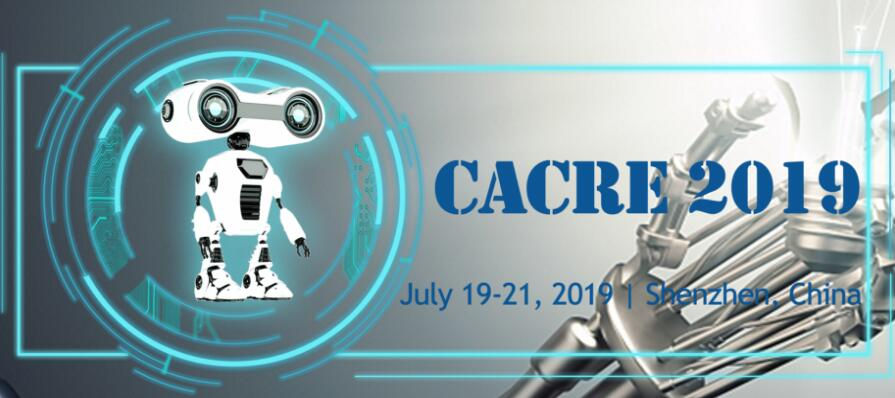 CACRE 2019
July 19-21, 2019 | Shenzhen, China